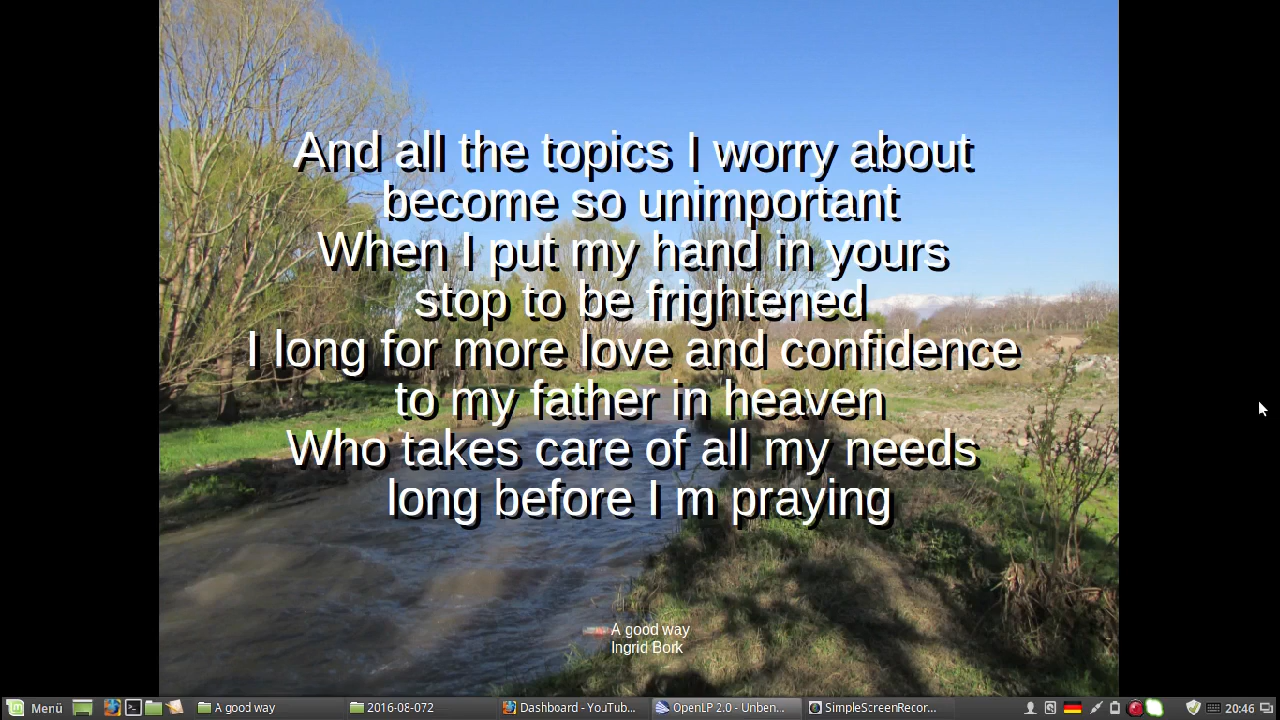 And all the topics I worry about
become so unimportant
When I put my hand in yours
stop to be frightened
I long for more love and confidence
to my father in heaven
Who takes care of all my needs
long before I m praying
A good way
Ingrid Bork
Menü A good way 2016-08-072 Dashboard - YouTub... OpenLP 2.0 - Unben... SimpleScreenRecor... 20:46